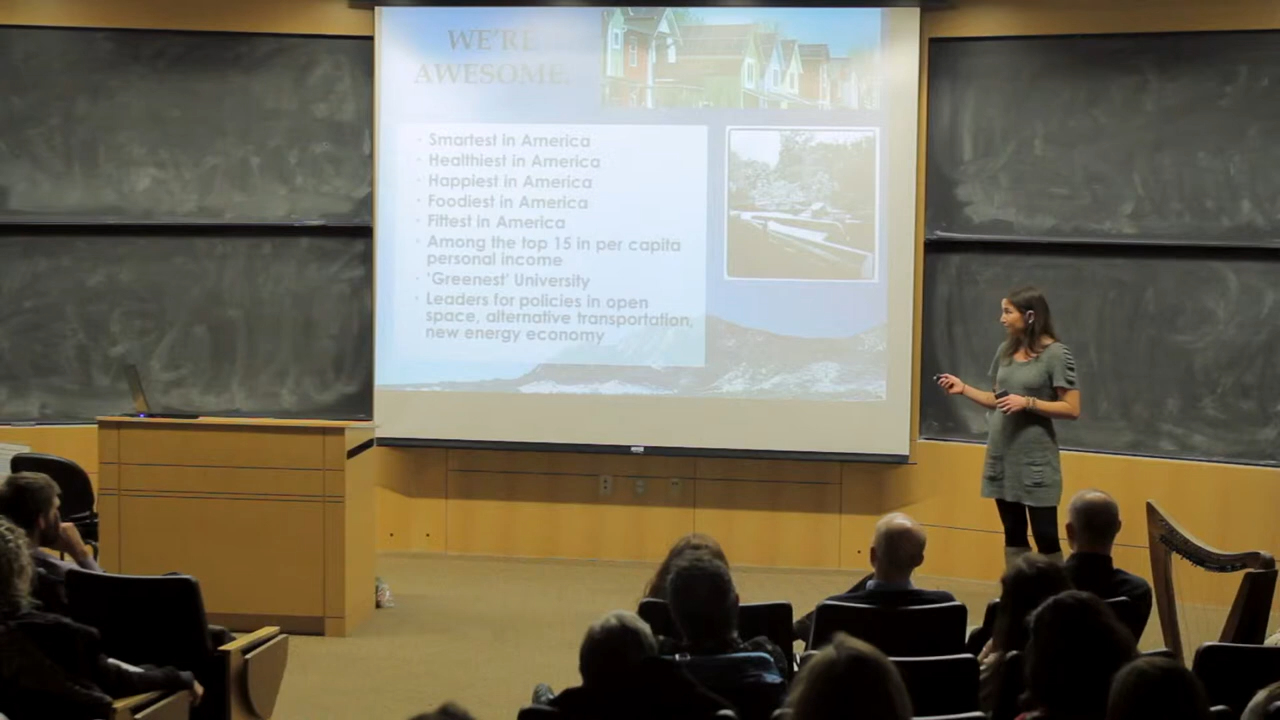 WE'RE
AWESOME.
• Smartest in America
• Healthiest in America
• Happiest in America
• Foodiest in America
• Fittest in America
• Among the top 15 in per capita
personal income
• 'Greenest' University
• Leaders for policies in open
space, alternative transportation,
new energy economy